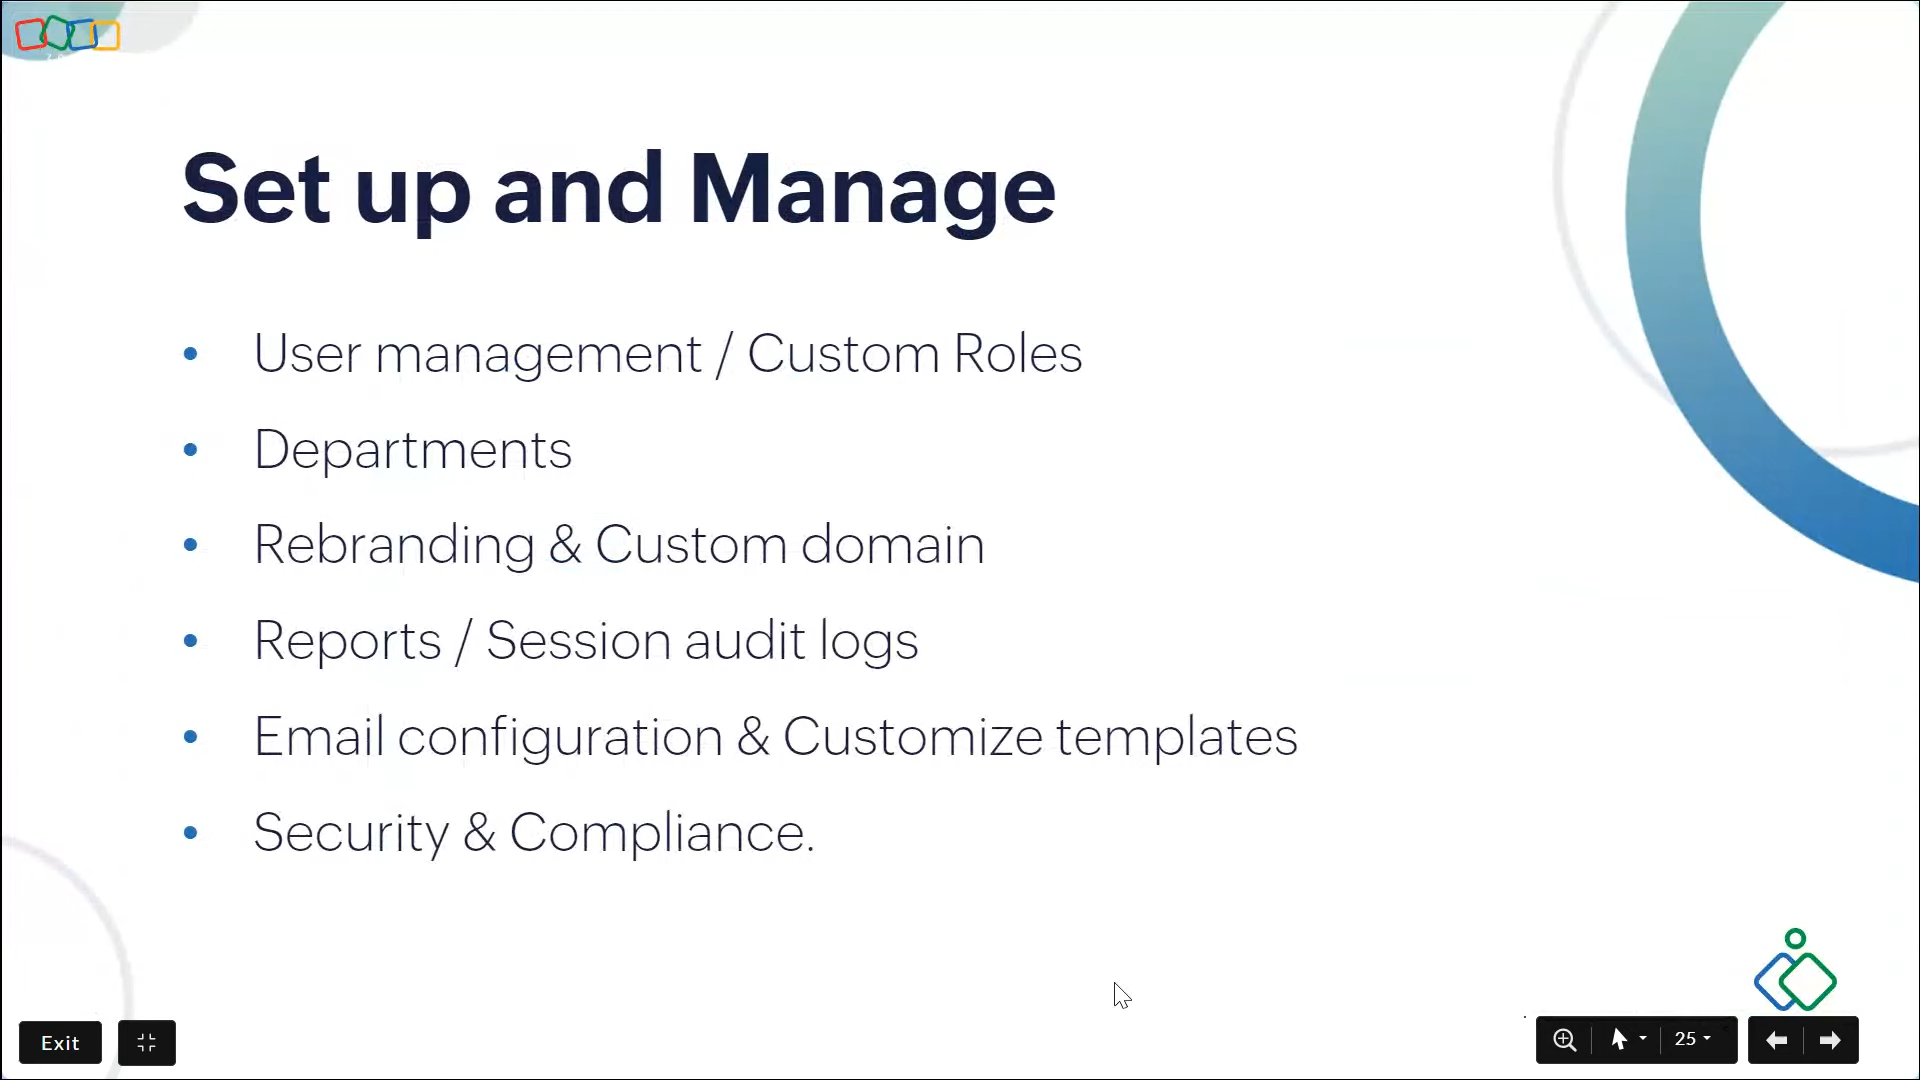 Set up and Manage
• User management / Custom Roles
• Departments
• Rebranding & Custom domain
• Reports / Session audit logs
• Email configuration & Customize templates
• Security & Compliance.
Exit
25